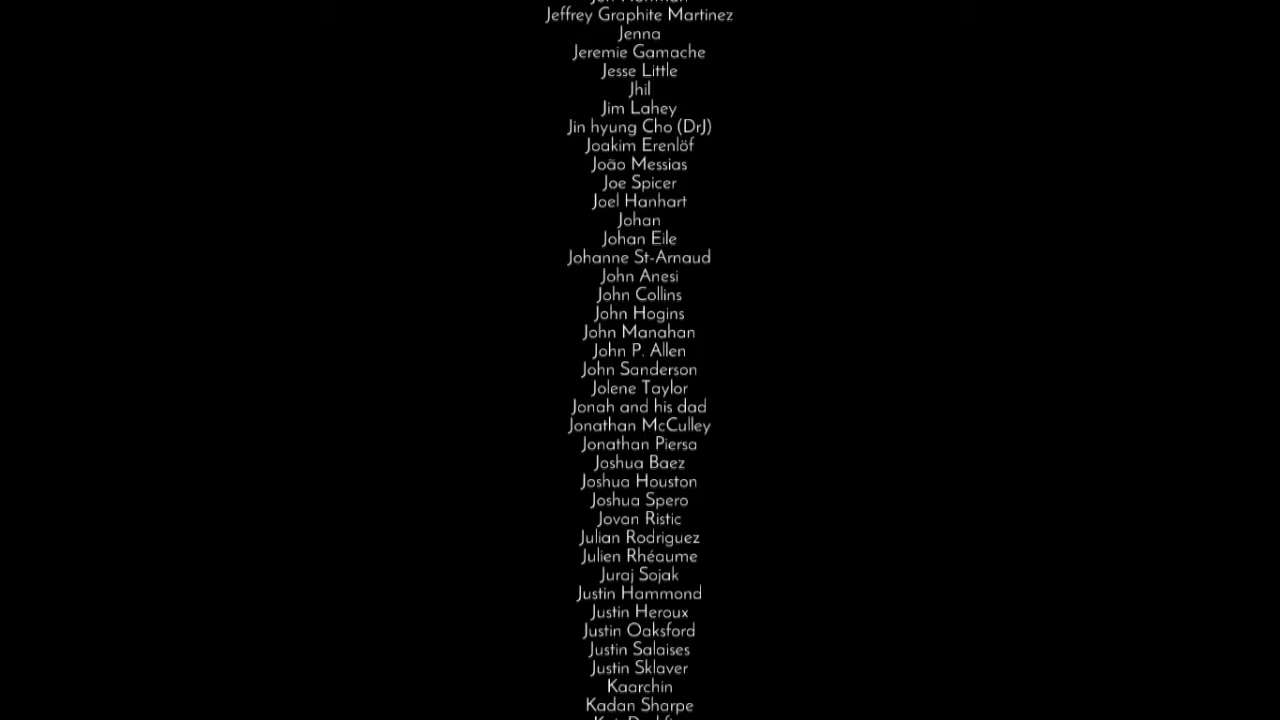 Jeffrey Graphite Martinez
Jenna
Jeremie Gamache
Jesse Little
Jhil
Jim Lahey
Jin hyung Cho (DrJ)
Joakim Erenlöf
João Messias
Joe Spicer
Joel Hanhart
Johan
Johan Eile
Johanne St-Arnaud
John Anesi
John Collins
John Hogins
John Manahan
John P. Allen
John Sanderson
Jolene Taylor
Jonah and his dad
Jonathan McCulley
Jonathan Piersa
Joshua Baez
Joshua Houston
Joshua Spero
Jovan Ristic
Julian Rodriguez
Julien Rhéaume
Juraj Sojak
Justin Hammond
Justin Heroux
Justin Oaksford
Justin Salaises
Justin Sklaver
Kaarchin
Kadan Sharpe